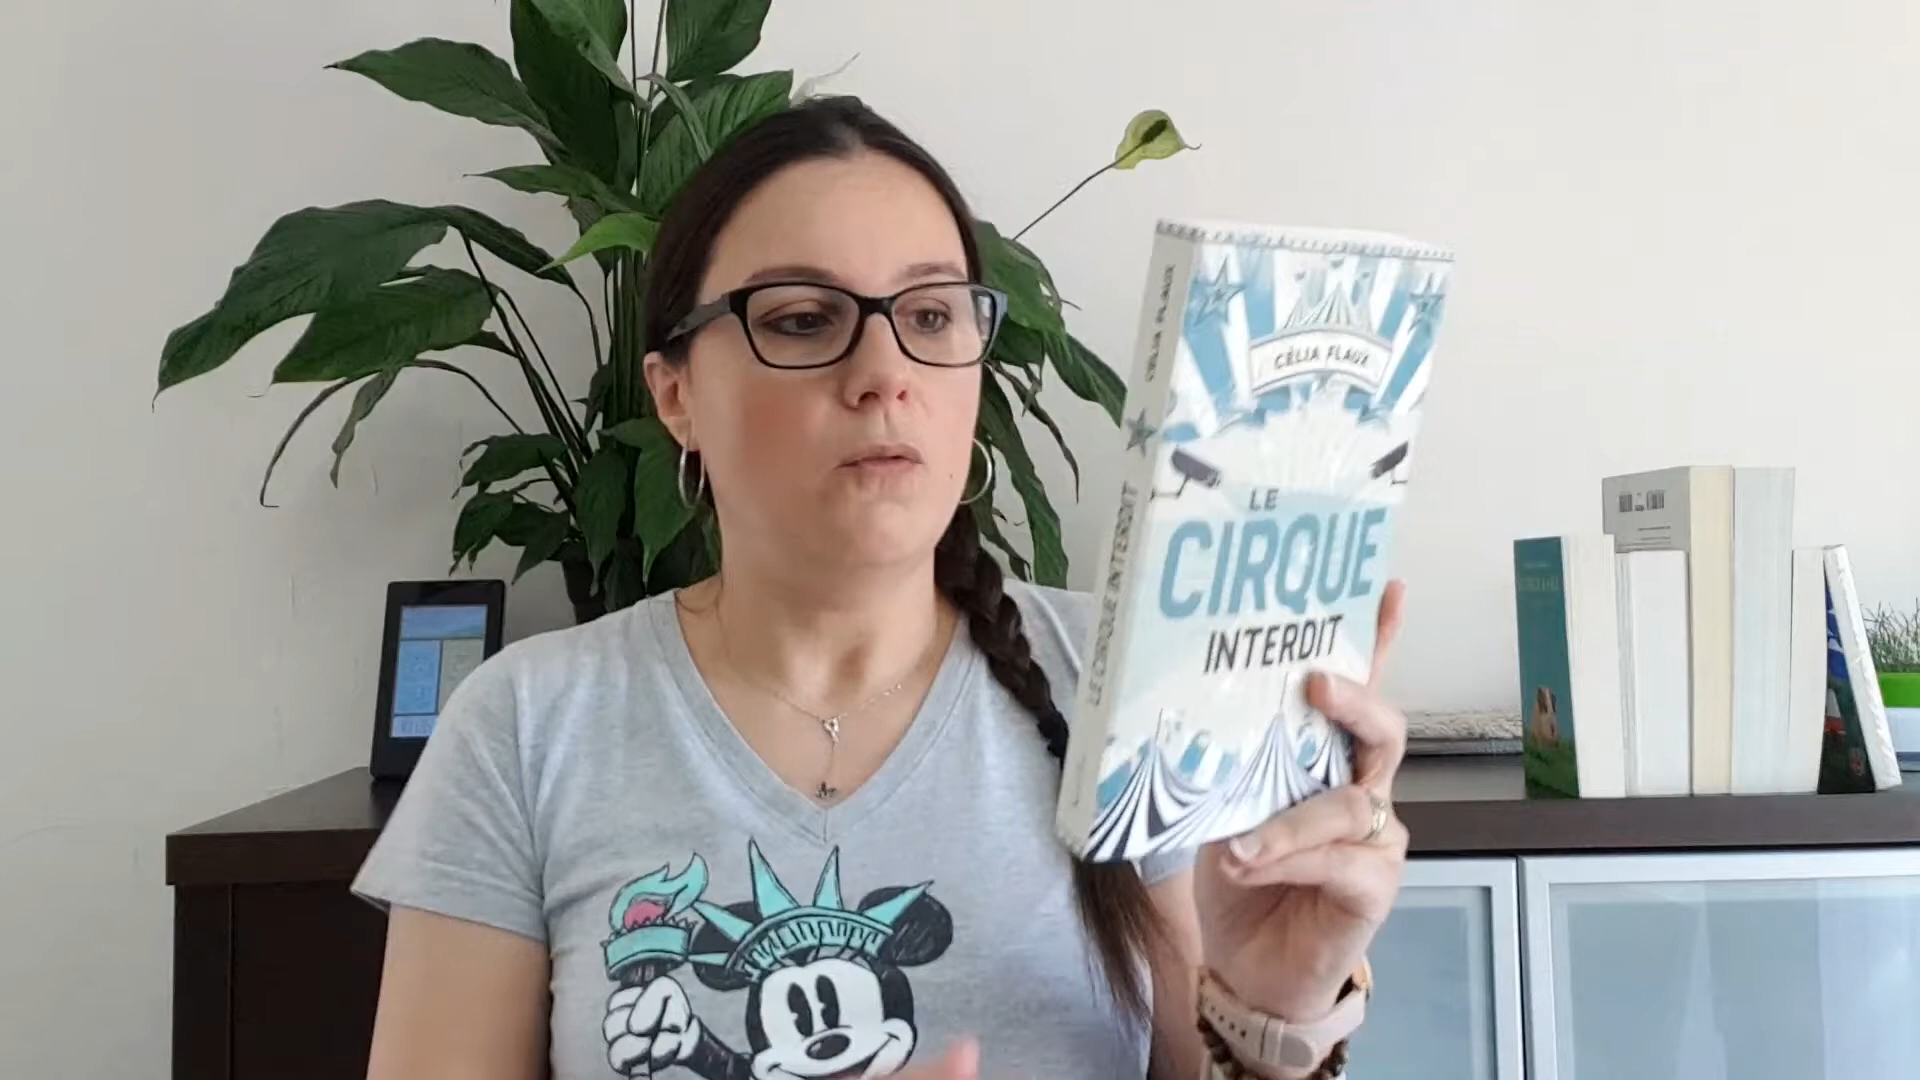 CÉLIA FLAUX
LE
CIRQUE
INTERDIT
CÉLIA FLAUX
LE CIRQUE INTERDIT